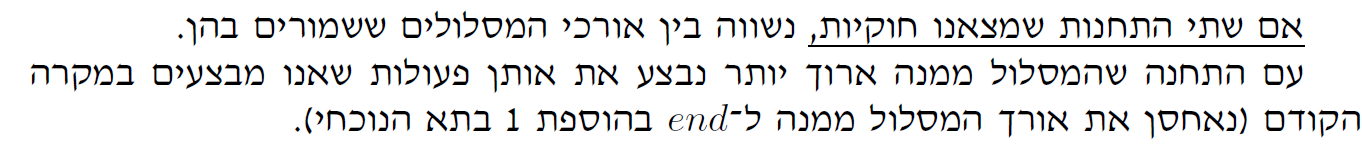 אם שתי התחנות שמצאנו חוקיות, נשווה בין אורכי המסלולים ששמורים בהן.
עם התחנה שהמסלול ממנה ארוך יותר נבצע את אותן פעולות שאנו מבצעים במקרה
הקודם (נאחסן את אורך המסלול ממנה ל־end בהוספת 1 בתא הנוכחי).